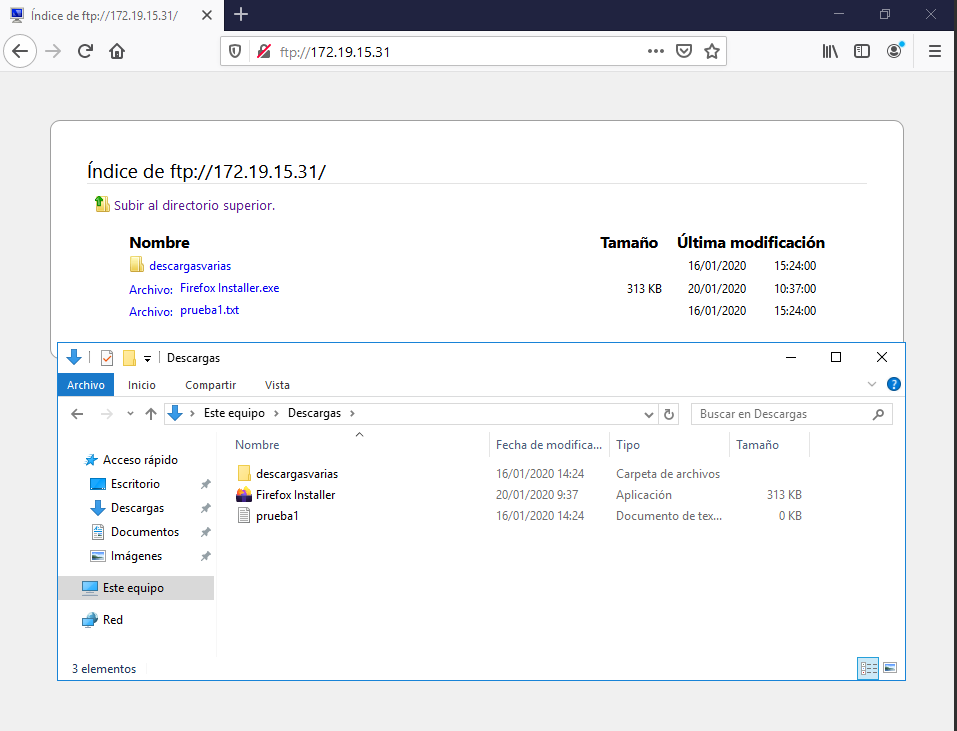 Índice de ftp://172.19.15.31/
ftp://172.19.15.31
Índice de ftp://172.19.15.31/
Subir al directorio superior.
Nombre Tamaño Última modificación
descargasvarias 16/01/2020 15:24:00
Archivo: Firefox Installer.exe 313 KB 20/01/2020 10:37:00
Archivo: prueba1.txt 16/01/2020 15:24:00
Descargas
Archivo Inicio Compartir Vista
Este equipo Descargas Buscar en Descargas
Nombre Fecha de modifica... Tipo Tamaño
Acceso rápido
Escritorio
Descargas
Documentos
Imágenes
Este equipo
Red
descargasvarias 16/01/2020 14:24 Carpeta de archivos
Firefox Installer 20/01/2020 9:37 Aplicación 313 KB
prueba1 16/01/2020 14:24 Documento de tex... 0 KB
3 elementos